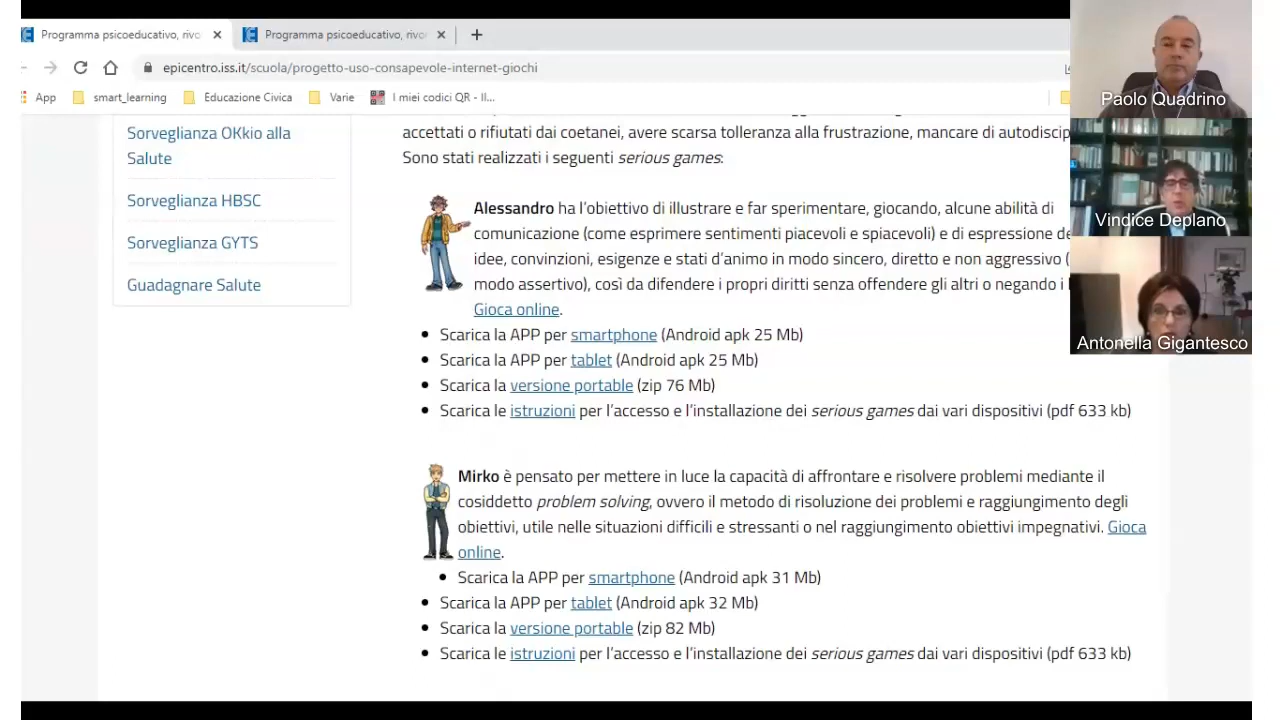 Programma psicoeducativo, rivo
Programma psicoeducativo, rivo
epicentro.iss.it/scuola/progetto-uso-consapevole-internet-giochi
App
smart_learning
Educazione Civica
Varie
I miei codici QR - Il...
Sorveglianza OKkio alla
Salute
Sorveglianza HBSC
Sorveglianza GYTS
Guadagnare Salute
accettati o rifiutati dai coetanei, avere scarsa tolleranza alla frustrazione, mancare di autodiscip
Sono stati realizzati i seguenti serious games:
Alessandro ha l'obiettivo di illustrare e far sperimentare, giocando, alcune abilità di
comunicazione (come esprimere sentimenti piacevoli e spiacevoli) e di espressione de
idee, convinzioni, esigenze e stati d'animo in modo sincero, diretto e non aggressivo (
modo assertivo), così da difendere i propri diritti senza offendere gli altri o negando i l
Gioca online.
• Scarica la APP per smartphone (Android apk 25 Mb)
• Scarica la APP per tablet (Android apk 25 Mb)
• Scarica la versione portable (zip 76 Mb)
• Scarica le istruzioni per l'accesso e l'installazione dei serious games dai vari dispositivi (pdf 633 kb)
Mirko è pensato per mettere in luce la capacità di affrontare e risolvere problemi mediante il
cosiddetto problem solving, ovvero il metodo di risoluzione dei problemi e raggiungimento degli
obiettivi, utile nelle situazioni difficili e stressanti o nel raggiungimento obiettivi impegnativi. Gioca
online.
• Scarica la APP per smartphone (Android apk 31 Mb)
• Scarica la APP per tablet (Android apk 32 Mb)
• Scarica la versione portable (zip 82 Mb)
• Scarica le istruzioni per l'accesso e l'installazione dei serious games dai vari dispositivi (pdf 633 kb)
Paolo Quadrino
Vindice Deplano
Antonella Gigantesco